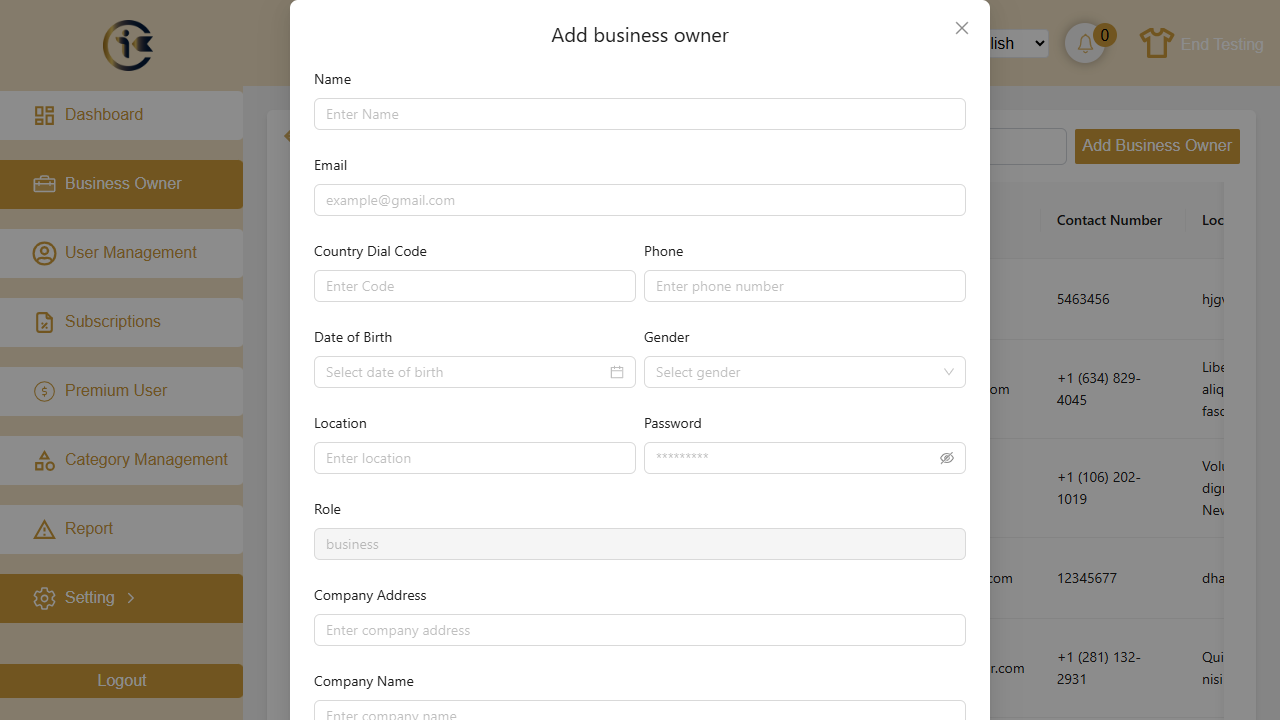 Add business owner
lish
0
End Testing
Dashboard
Business Owner
User Management
Subscriptions
Premium User
Category Management
Report
Setting
Logout
Name
Enter Name
Email
example@gmail.com
Country Dial Code
Phone
Enter Code
Enter phone number
Date of Birth
Gender
Select date of birth
Select gender
Location
Password
Enter location
*********
Role
business
Company Address
Enter company address
Company Name
Enter company name
Add Business Owner
Contact Number
Loc
5463456
hjgv
om
+1 (634) 829-
4045
Libe
aliq
fasc
+1 (106) 202-
1019
Volu
dign
New
.com
12345677
dha
r.com
+1 (281) 132-
2931
Qui
nisi